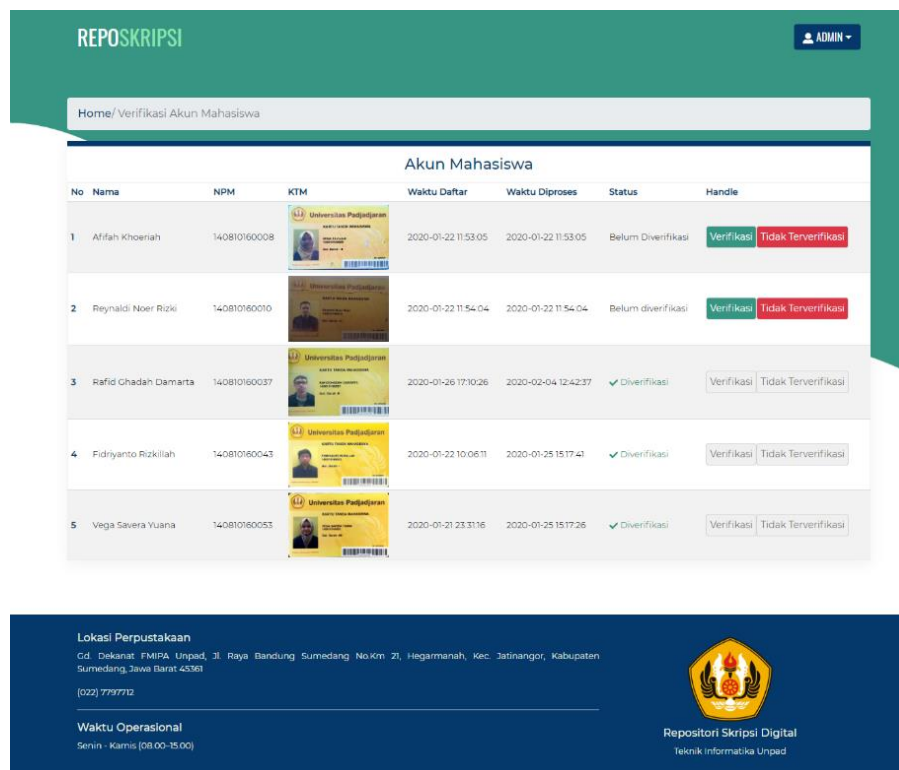 REPOSKRIPSI
ADMIN
Home/ Verifikasi Akun Mahasiswa
Akun Mahasiswa
No Nama NPM KTM Waktu Daftar Waktu Diproses Status Handle
Universitas Padjadjaran
1 Afifah Khoeriah 140810160008 2020-01-22 11:53:05 2020-01-22 11:53:05 Belum Diverifikasi Verifikasi Tidak Terverifikasi
Universitas Padjadjaran
2 Reynaldi Noer Rizki 140810160010 2020-01-22 11:54:04 2020-01-22 11:54:04 Belum diverifikasi Verifikasi Tidak Terverifikasi
Universitas Padjadjaran
3 Rafid Ghadah Damarta 140810160037 2020-01-26 17:10:26 2020-02-04 12:42:37 Diverifikasi Verifikasi Tidak Terverifikasi
Universitas Padjadjaran
4 Fidriyanto Rizkillah 140810160043 2020-01-22 10:06:11 2020-01-25 15:17:41 Diverifikasi Verifikasi Tidak Terverifikasi
Universitas Padjadjaran
5 Vega Savera Yuana 140810160053 2020-01-21 23:31:16 2020-01-25 15:17:26 Diverifikasi Verifikasi Tidak Terverifikasi
Lokasi Perpustakaan
Gd. Dekanat FMIPA Unpad, Jl. Raya Bandung Sumedang No.Km 21, Hegarmanah, Kec. Jatinangor, Kabupaten
Sumedang, Jawa Barat 45361
(022) 7797712
Waktu Operasional
Senin - Kamis (08.00-15.00)
Repositori Skripsi Digital
Teknik Informatika Unpad